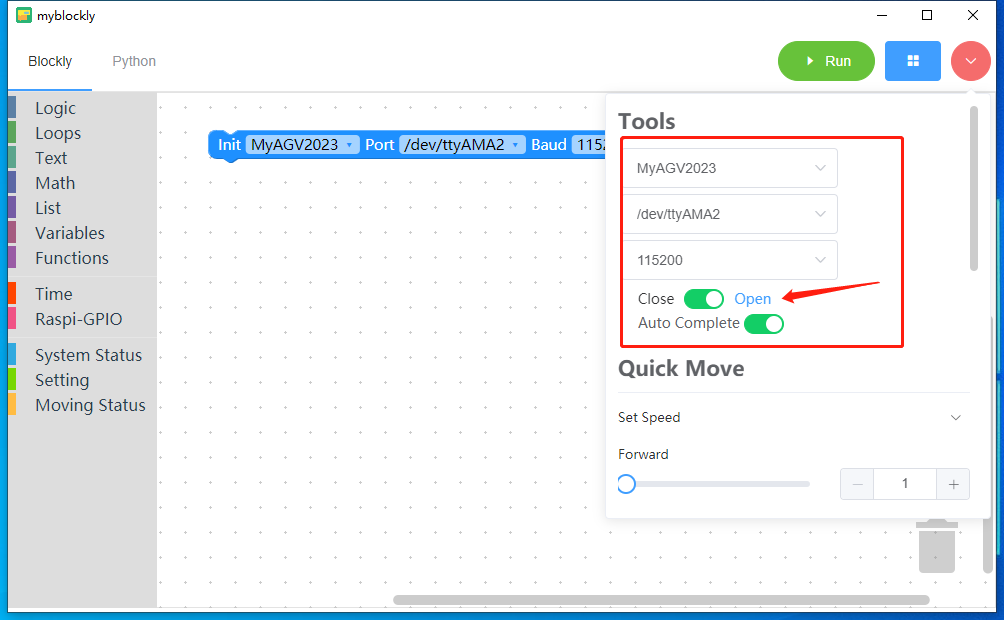 myblockly
Blockly
Python
Run
Logic
Loops
Text
Math
List
Variables
Functions
Time
Raspi-GPIO
System Status
Setting
Moving Status
Init MyAGV2023 Port /dev/ttyAMA2 Baud 1152
Tools
MyAGV2023
/dev/ttyAMA2
115200
Close Open
Auto Complete
Quick Move
Set Speed
Forward
− 1 +